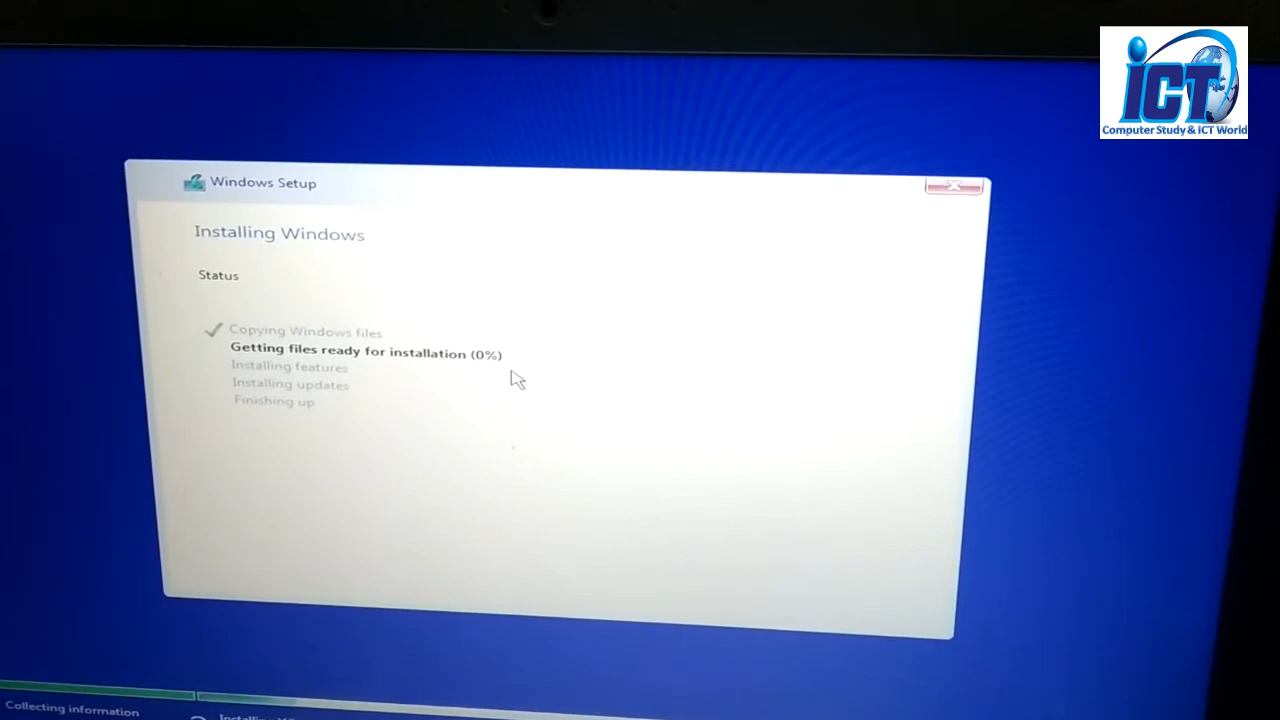 iCT
Computer Study & ICT World
Windows Setup
Installing Windows
Status
Copying Windows files
Getting files ready for installation (0%)
Installing features
Installing updates
Finishing up
Collecting information